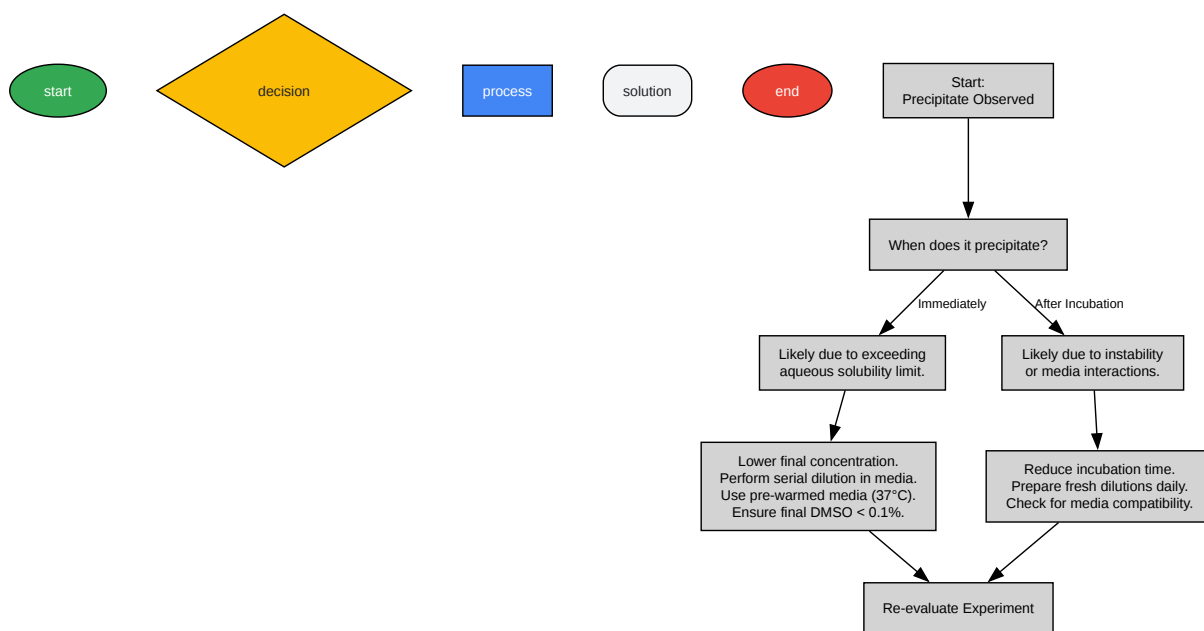 start
decision
process
solution
end
Start:
Precipitate Observed
When does it precipitate?
Immediately
After Incubation
Likely due to exceeding
aqueous solubility limit.
Likely due to instability
or media interactions.
Lower final concentration.
Perform serial dilution in media.
Use pre-warmed media (37°C).
Ensure final DMSO < 0.1%.
Reduce incubation time.
Prepare fresh dilutions daily.
Check for media compatibility.
Re-evaluate Experiment